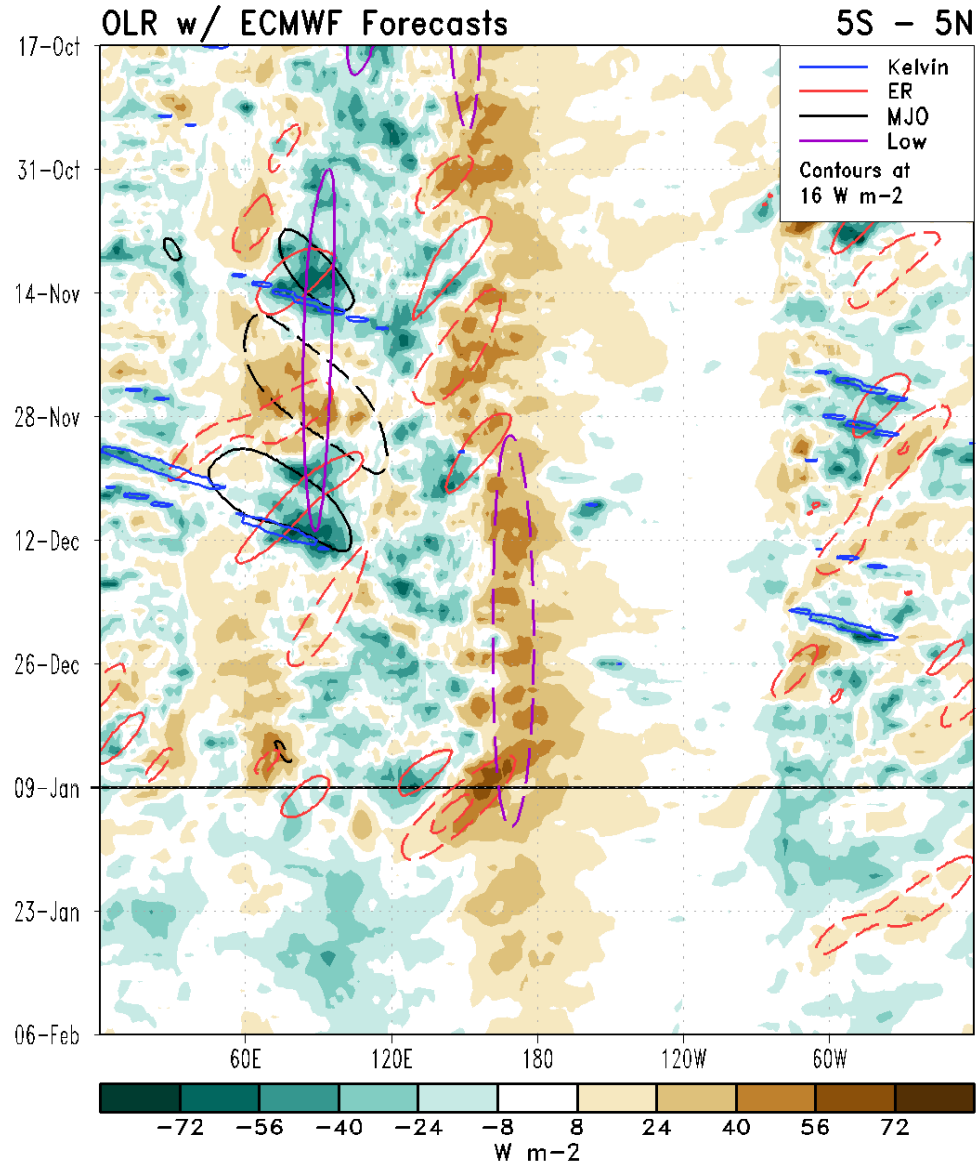 OLR w/ ECMWF Forecasts 5S - 5N
17-Oct
31-Oct
14-Nov
28-Nov
12-Dec
26-Dec
09-Jan
23-Jan
06-Feb
Kelvin
ER
MJO
Low
Contours at
16 W m-2
60E 120E 180 120W 60W
-72 -56 -40 -24 -8 8 24 40 56 72
W m-2